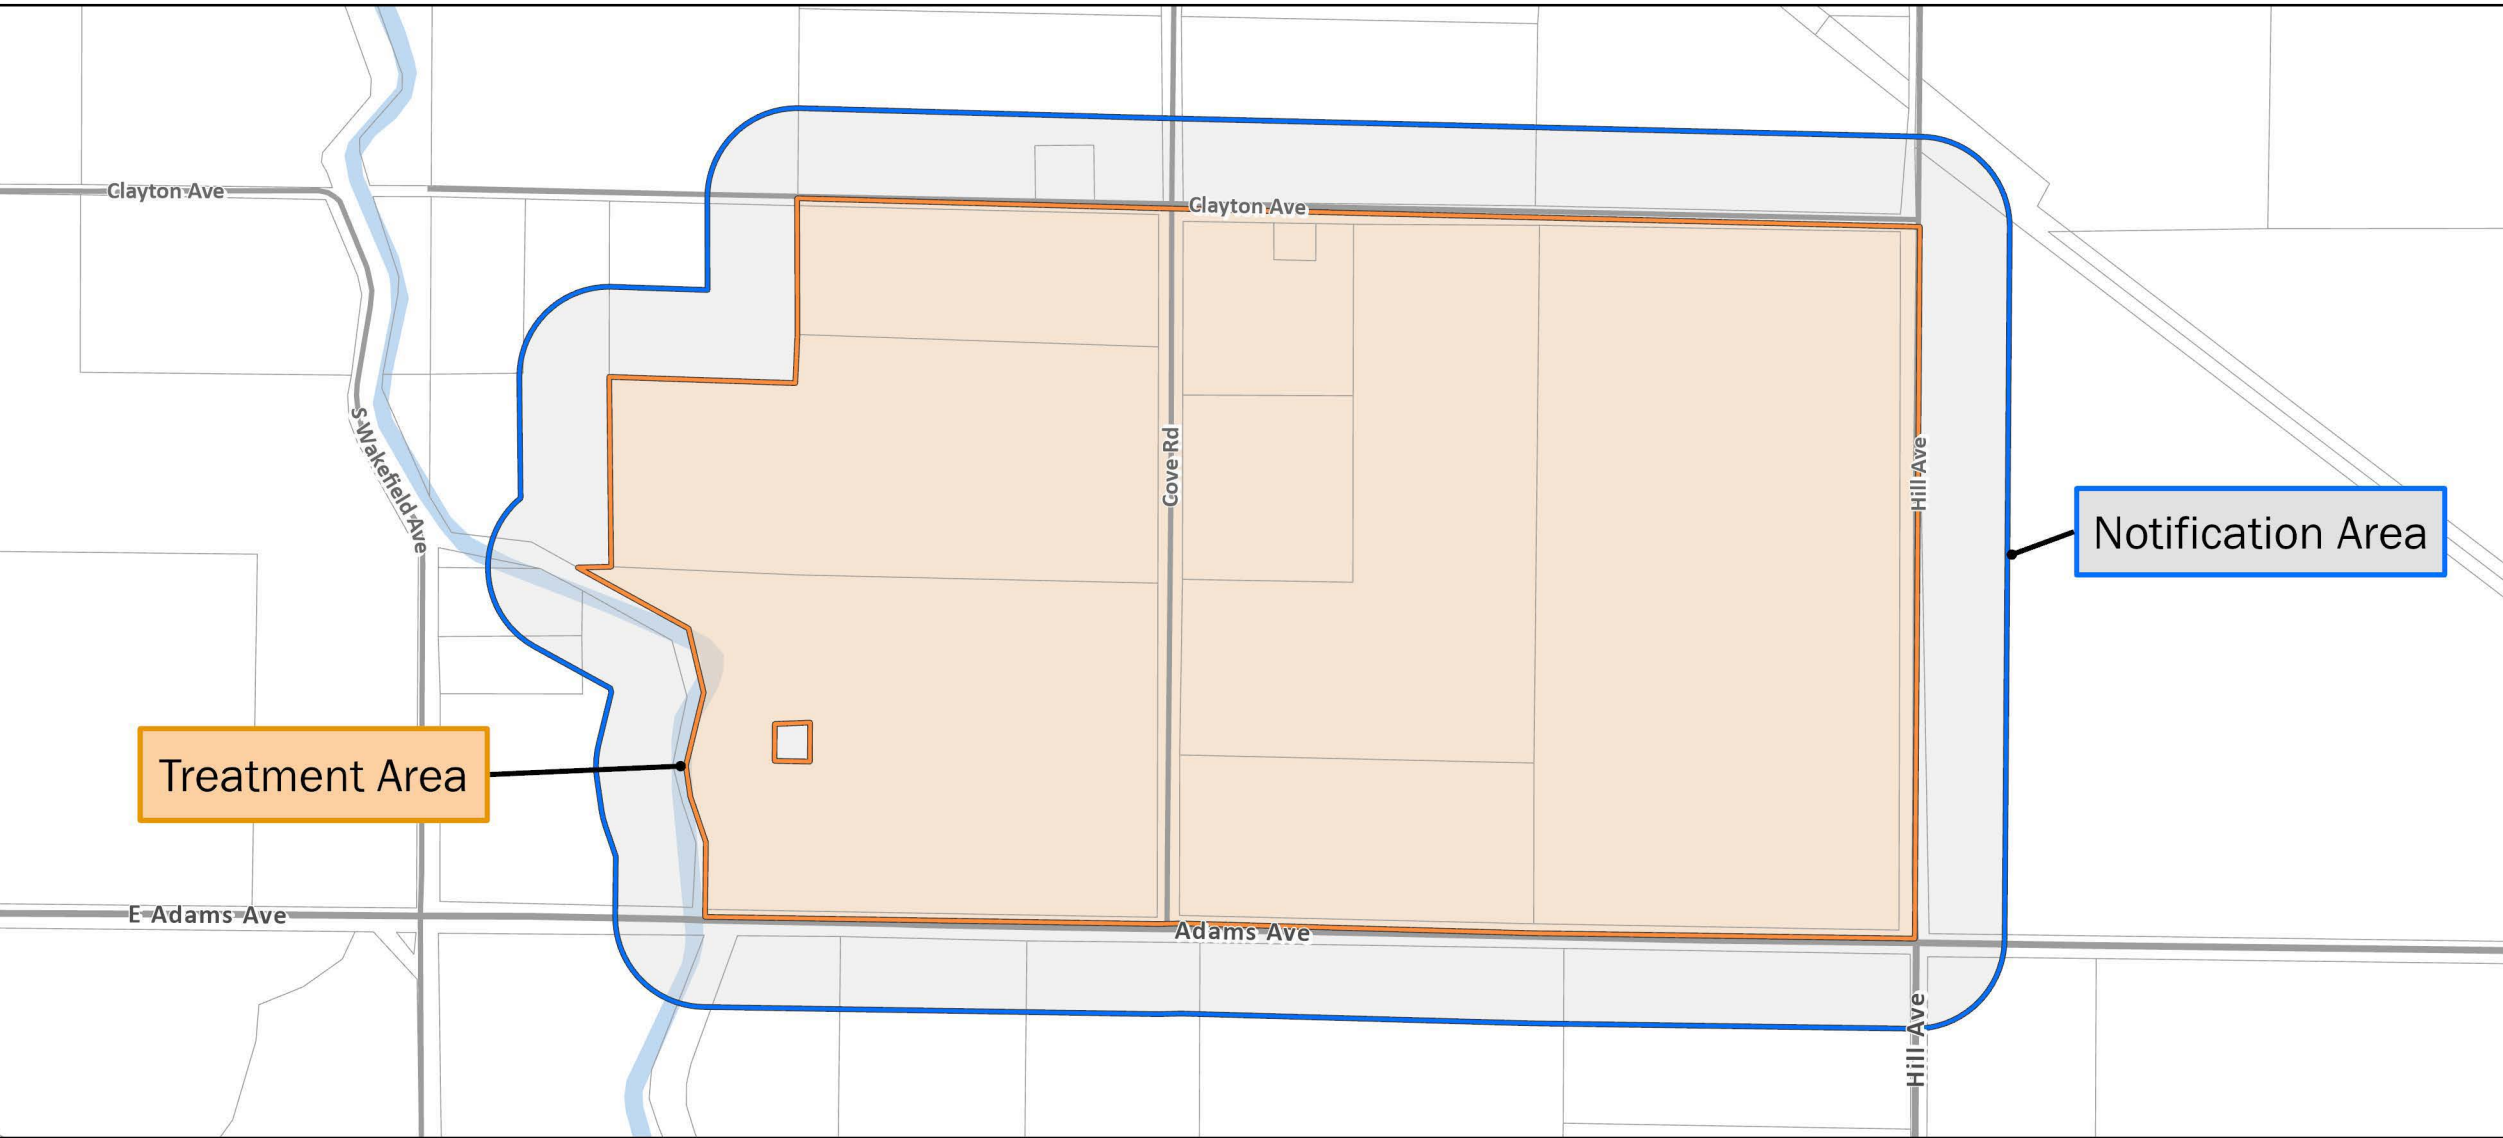 Clayton Ave
Clayton Ave
S Wakefield Ave
Cove Rd
Hill Ave
Notification Area
Treatment Area
E Adams Ave
Adams Ave
Hill Ave